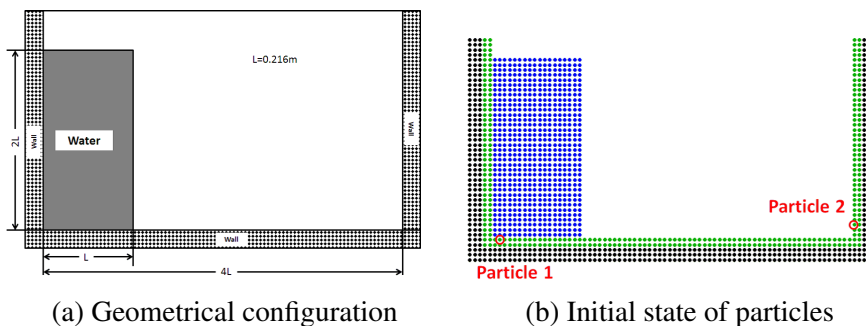 L=0.216m
Wall
Water
Wall
2L
Wall
L
4L
Particle 2
Particle 1
(a) Geometrical configuration
(b) Initial state of particles